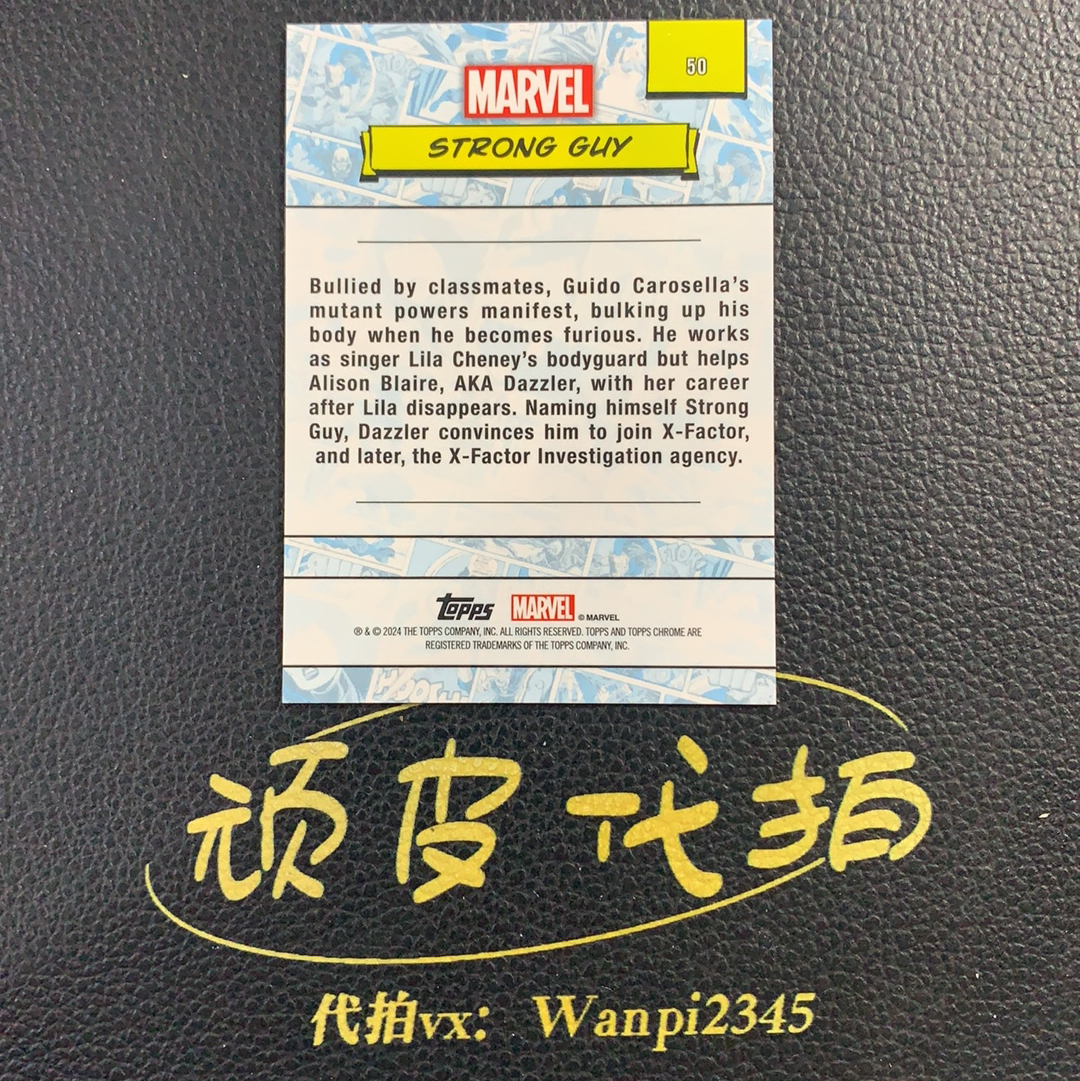 50
MARVEL
STRONG GUY
Bullied by classmates, Guido Carosella's
mutant powers manifest, bulking up his
body when he becomes furious. He works
as singer Lila Cheney's bodyguard but helps
Alison Blaire, AKA Dazzler, with her career
after Lila disappears. Naming himself Strong
Guy, Dazzler convinces him to join X-Factor,
and later, the X-Factor Investigation agency.
topps MARVEL © MARVEL
® & © 2024 THE TOPPS COMPANY, INC. ALL RIGHTS RESERVED. TOPPS AND TOPPS CHROME ARE
REGISTERED TRADEMARKS OF THE TOPPS COMPANY, INC.
顽皮代拍
代拍vx: Wanpi2345